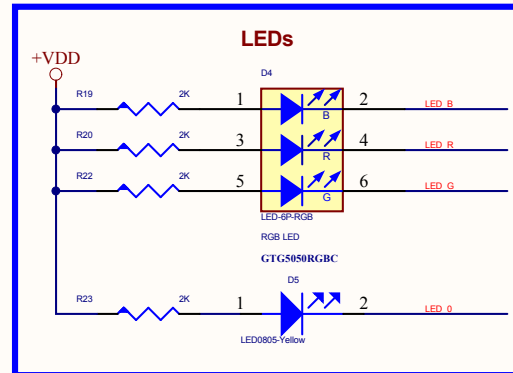 LEDs
+VDD
D4
R19 2K 1 B 2 LED_B
R20 2K 3 R 4 LED_R
R22 2K 5 G 6 LED_G
LED-6P-RGB
RGB LED
GTG5050RGBC
D5
R23 2K 1 2 LED_0
LED0805-Yellow